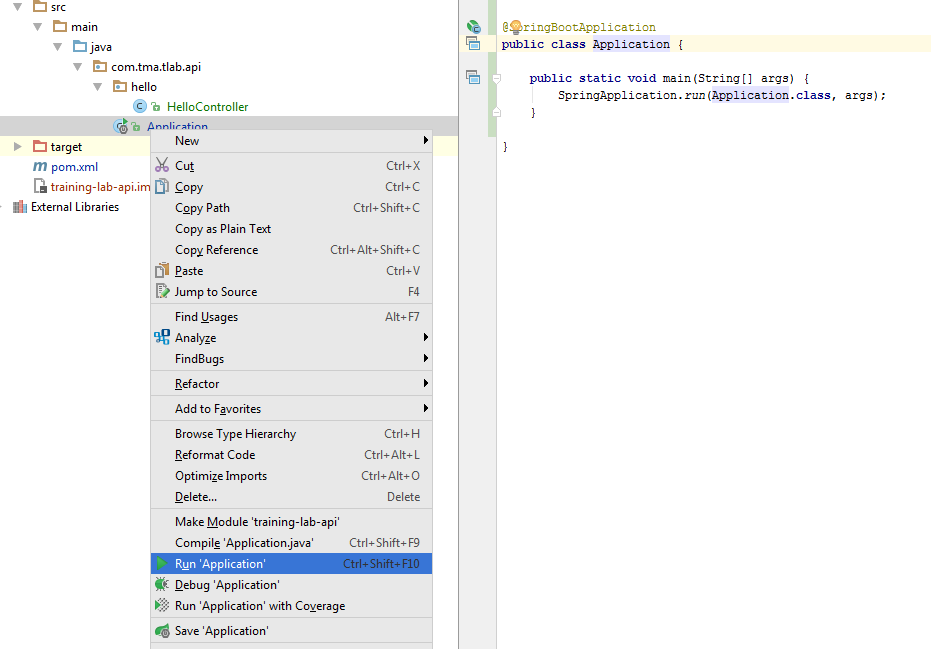 src
main
java
com.tma.tlab.api
hello
HelloController
Application
target
pom.xml
training-lab-api.im
External Libraries
New
Cut Ctrl+X
Copy Ctrl+C
Copy Path Ctrl+Shift+C
Copy as Plain Text
Copy Reference Ctrl+Alt+Shift+C
Paste Ctrl+V
Jump to Source F4
Find Usages Alt+F7
Analyze
FindBugs
Refactor
Add to Favorites
Browse Type Hierarchy Ctrl+H
Reformat Code Ctrl+Alt+L
Optimize Imports Ctrl+Alt+O
Delete... Delete
Make Module 'training-lab-api'
Compile 'Application.java' Ctrl+Shift+F9
Run 'Application' Ctrl+Shift+F10
Debug 'Application'
Run 'Application' with Coverage
Save 'Application'
@SpringBootApplication
public class Application {
public static void main(String[] args) {
SpringApplication.run(Application.class, args);
}
}